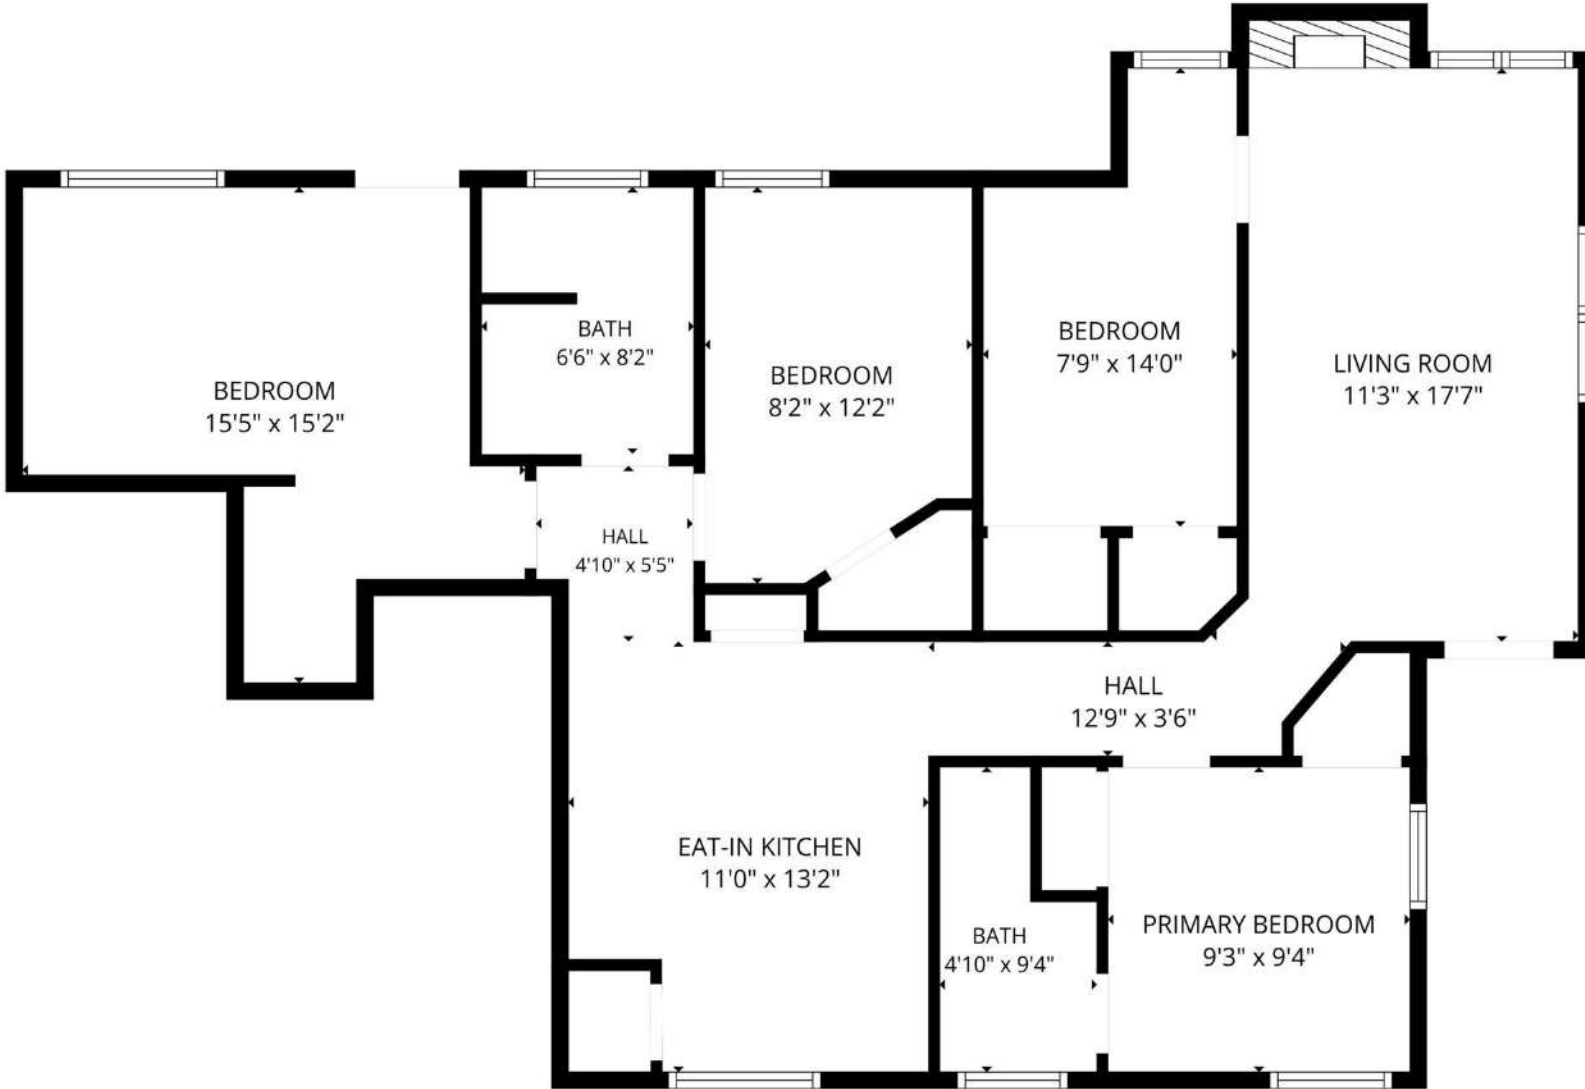 BEDROOM
15'5" x 15'2"
BATH
6'6" x 8'2"
BEDROOM
8'2" x 12'2"
BEDROOM
7'9" x 14'0"
LIVING ROOM
11'3" x 17'7"
HALL
4'10" x 5'5"
HALL
12'9" x 3'6"
EAT-IN KITCHEN
11'0" x 13'2"
BATH
4'10" x 9'4"
PRIMARY BEDROOM
9'3" x 9'4"